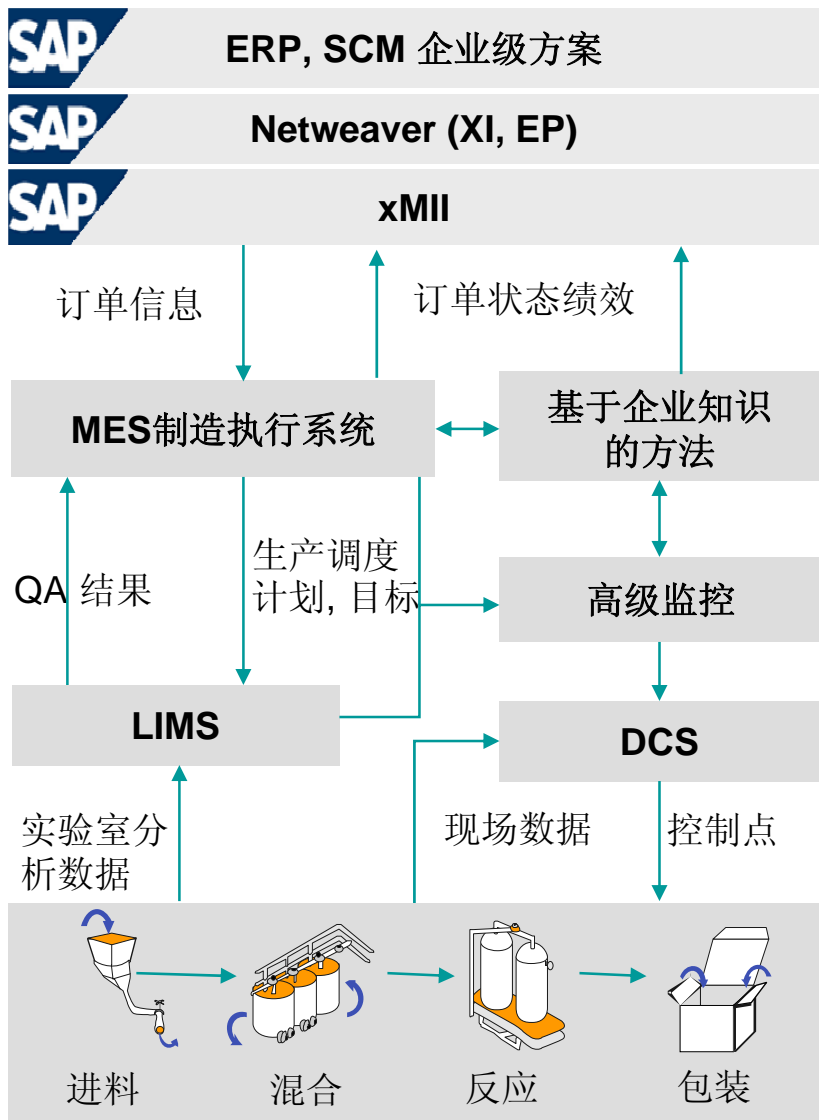 SAP ERP, SCM 企业级方案
SAP Netweaver (XI, EP)
SAP xMII
订单信息
订单状态绩效
MES制造执行系统
基于企业知识
的方法
QA 结果
生产调度
计划, 目标
高级监控
LIMS
DCS
实验室分
析数据
现场数据
控制点
进料
混合
反应
包装